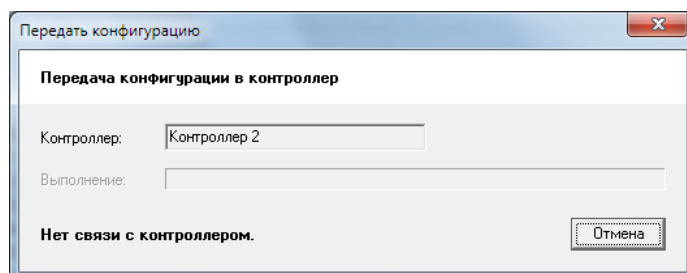 Передать конфигурацию
Передача конфигурации в контроллер
Контроллер: Контроллер 2
Выполнение:
Нет связи с контроллером.
Отмена